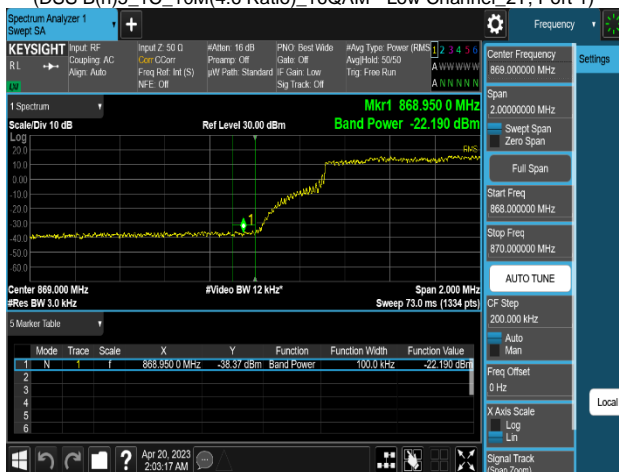 (DSS B(n)5_1C_10M(4:6 Ratio)_16QAM - Low Channel_21, Port 1)
Spectrum Analyzer 1
Swept SA
Frequency
KEYSIGHT
RL
Input: RF
Coupling: AC
Align: Auto
Input Z: 50 Ω
Corr CCorr
Freq Ref: Int (S)
NFE: Off
#Atten: 16 dB
Preamp: Off
µW Path: Standard
PNO: Best Wide
Gate: Off
IF Gain: Low
Sig Track: Off
#Avg Type: Power (RMS)
Avg|Hold: 50/50
Trig: Free Run
1 2 3 4 5 6
A W W W W W
A N N N N N
1 Spectrum
Scale/Div 10 dB
Ref Level 30.00 dBm
Mkr1 868.950 0 MHz
Band Power -22.190 dBm
Log
20.0
10.0
0.00
-10.0
-20.0
-30.0
-40.0
-50.0
-60.0
RMS
1
Center 869.000 MHz
#Video BW 12 kHz*
Span 2.000 MHz
#Res BW 3.0 kHz
Sweep 73.0 ms (1334 pts)
5 Marker Table
Mode Trace Scale X Y Function Function Width Function Value
1 N 1 f 868.950 0 MHz -38.37 dBm Band Power 100.0 kHz -22.190 dBm
2
3
4
5
6
Center Frequency
869.000000 MHz
Settings
Span
2.00000000 MHz
Swept Span
Zero Span
Full Span
Start Freq
868.000000 MHz
Stop Freq
870.000000 MHz
AUTO TUNE
CF Step
200.000 kHz
Auto
Man
Freq Offset
0 Hz
X Axis Scale
Log
Lin
Local
Signal Track
(Span Zoom)
?
Apr 20, 2023
2:03:17 AM